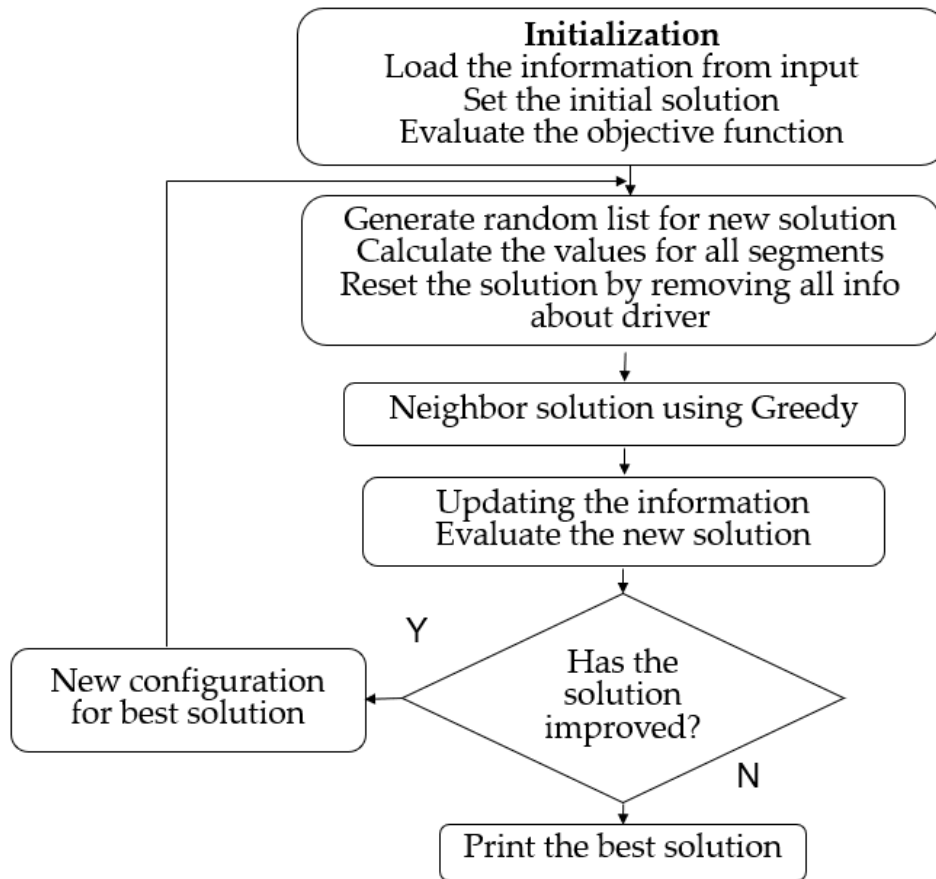 Initialization
Load the information from input
Set the initial solution
Evaluate the objective function
Generate random list for new solution
Calculate the values for all segments
Reset the solution by removing all info
about driver
Neighbor solution using Greedy
Updating the information
Evaluate the new solution
Y
Has the
solution
improved?
New configuration
for best solution
N
Print the best solution